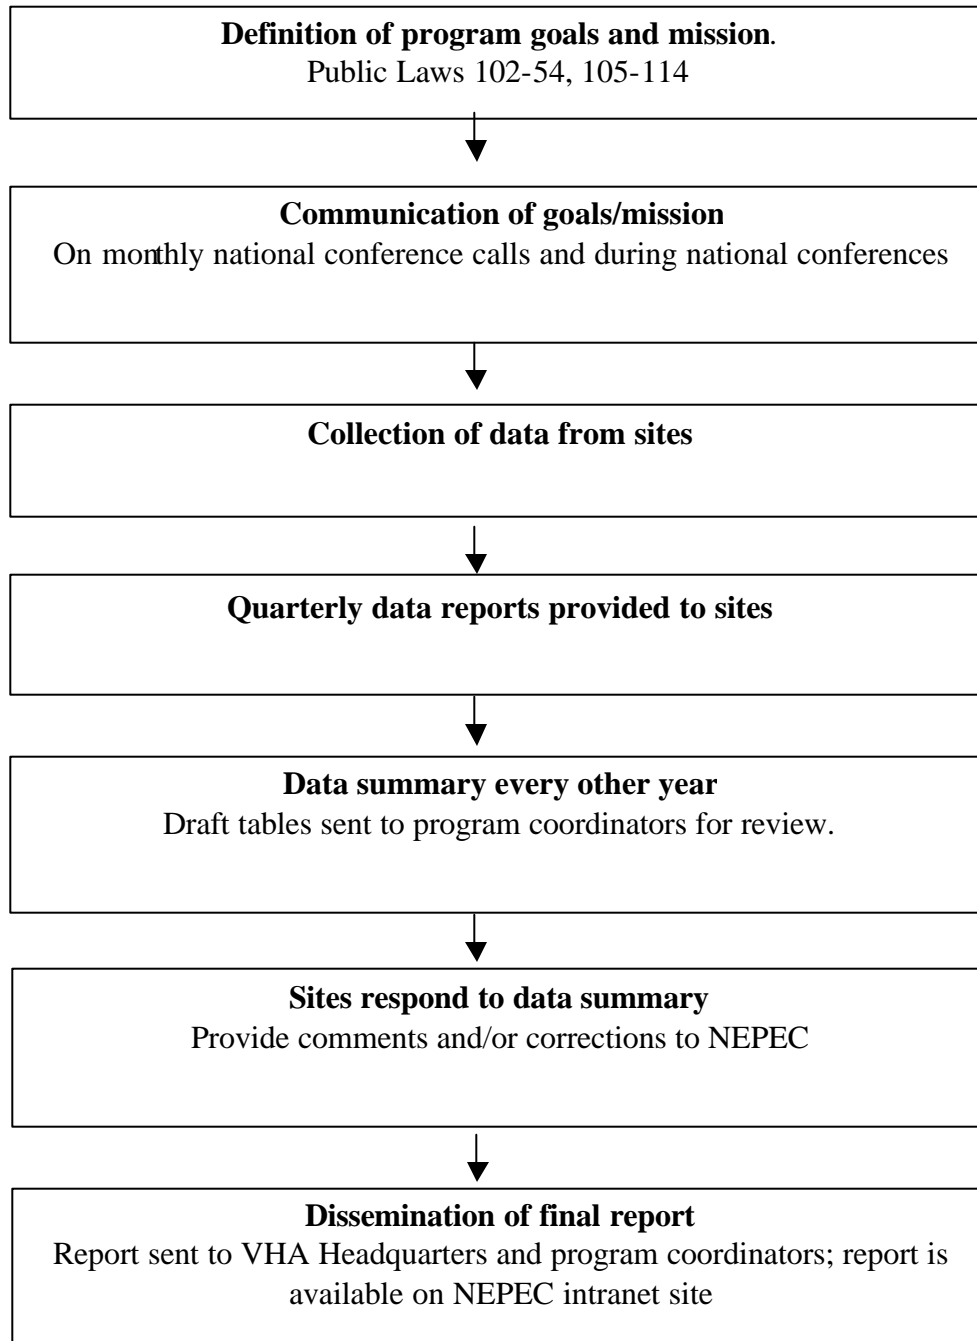 Definition of program goals and mission.
Public Laws 102-54, 105-114
Communication of goals/mission
On monthly national conference calls and during national conferences
Collection of data from sites
Quarterly data reports provided to sites
Data summary every other year
Draft tables sent to program coordinators for review.
Sites respond to data summary
Provide comments and/or corrections to NEPEC
Dissemination of final report
Report sent to VHA Headquarters and program coordinators; report is
available on NEPEC intranet site